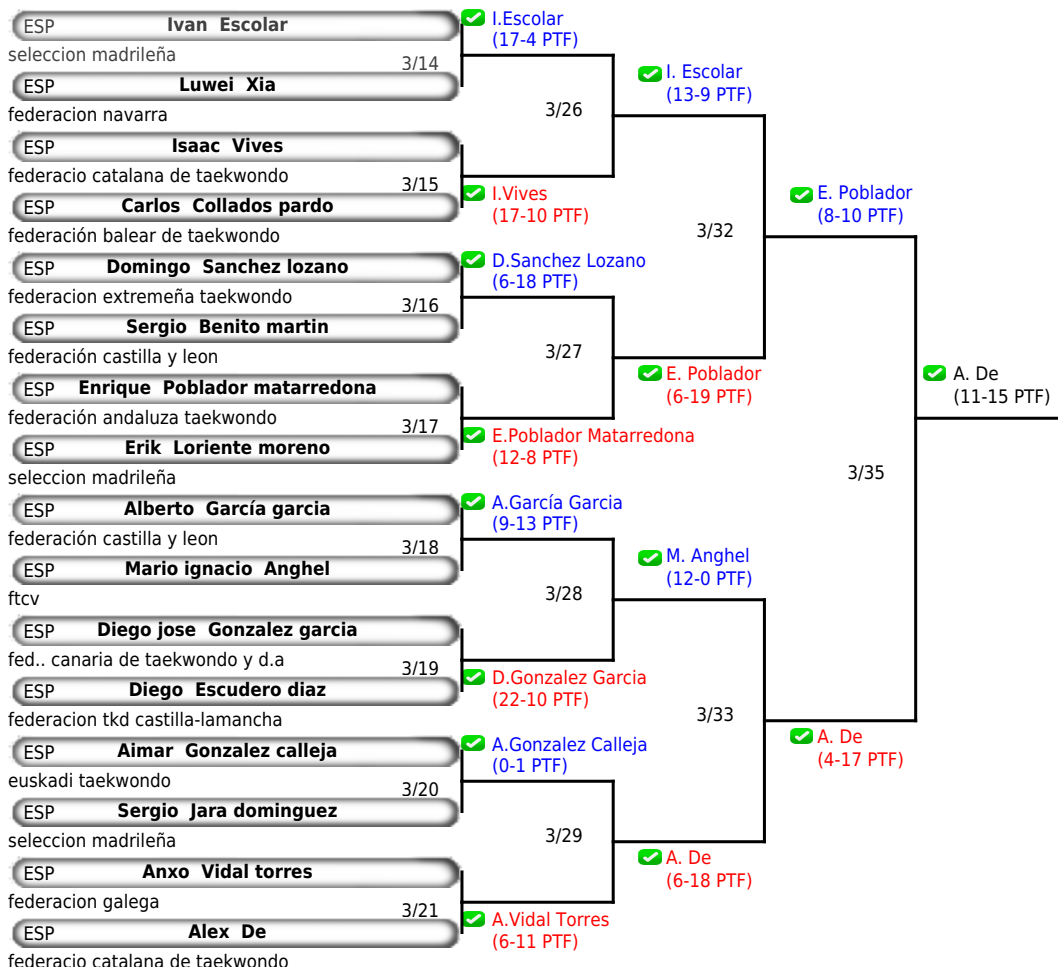 ESP Ivan Escolar
seleccion madrileña
3/14
ESP Luwei Xia
federacion navarra
ESP Isaac Vives
federacio catalana de taekwondo
3/15
ESP Carlos Collados pardo
federación balear de taekwondo
ESP Domingo Sanchez lozano
federacion extremeña taekwondo
3/16
ESP Sergio Benito martin
federación castilla y leon
ESP Enrique Poblador matarredona
federación andaluza taekwondo
3/17
ESP Erik Loriente moreno
seleccion madrileña
ESP Alberto García garcia
federación castilla y leon
3/18
ESP Mario ignacio Anghel
ftcv
ESP Diego jose Gonzalez garcia
fed.. canaria de taekwondo y d.a
3/19
ESP Diego Escudero diaz
federacion tkd castilla-lamancha
ESP Aimar Gonzalez calleja
euskadi taekwondo
3/20
ESP Sergio Jara dominguez
seleccion madrileña
ESP Anxo Vidal torres
federacion galega
3/21
ESP Alex De
federacio catalana de taekwondo
I.Escolar
(17-4 PTF)
3/26
I.Vives
(17-10 PTF)
D.Sanchez Lozano
(6-18 PTF)
3/27
E.Poblador Matarredona
(12-8 PTF)
A.García Garcia
(9-13 PTF)
3/28
D.Gonzalez Garcia
(22-10 PTF)
A.Gonzalez Calleja
(0-1 PTF)
3/29
A.Vidal Torres
(6-11 PTF)
I. Escolar
(13-9 PTF)
3/32
E. Poblador
(6-19 PTF)
M. Anghel
(12-0 PTF)
3/33
A. De
(6-18 PTF)
E. Poblador
(8-10 PTF)
3/35
A. De
(4-17 PTF)
A. De
(11-15 PTF)